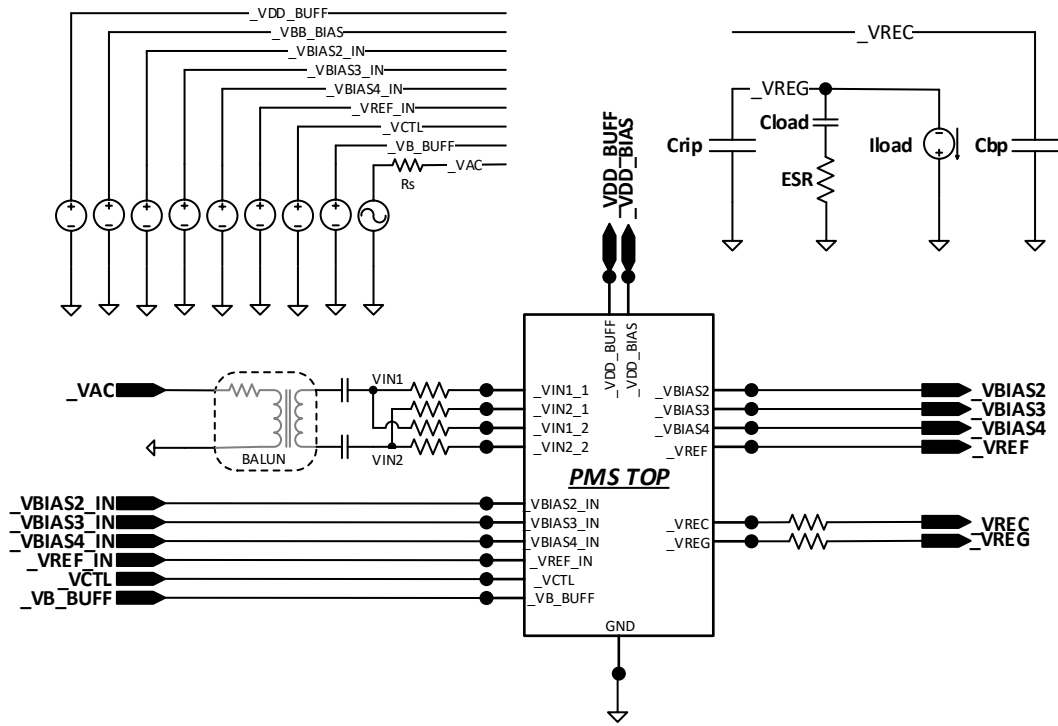 _VDD_BUFF
_VBB_BIAS
_VBIAS2_IN
_VBIAS3_IN
_VBIAS4_IN
_VREF_IN
_VCTL
_VB_BUFF
_VAC
Rs
_VREC
_VREG
Crip
Cload
ESR
Iload
Cbp
_VDD_BUFF
_VDD_BIAS
_VDD_BUFF
_VDD_BIAS
_VAC
BALUN
VIN1
VIN2
_VIN1_1
_VIN2_1
_VIN1_2
_VIN2_2
_VBIAS2
_VBIAS3
_VBIAS4
_VREF
_VBIAS2
_VBIAS3
_VBIAS4
_VREF
PMS TOP
_VBIAS2_IN
_VBIAS3_IN
_VBIAS4_IN
_VREF_IN
_VCTL
_VB_BUFF
_VBIAS2_IN
_VBIAS3_IN
_VBIAS4_IN
_VREF_IN
_VCTL
_VB_BUFF
_VREC
_VREG
_VREC
_VREG
GND